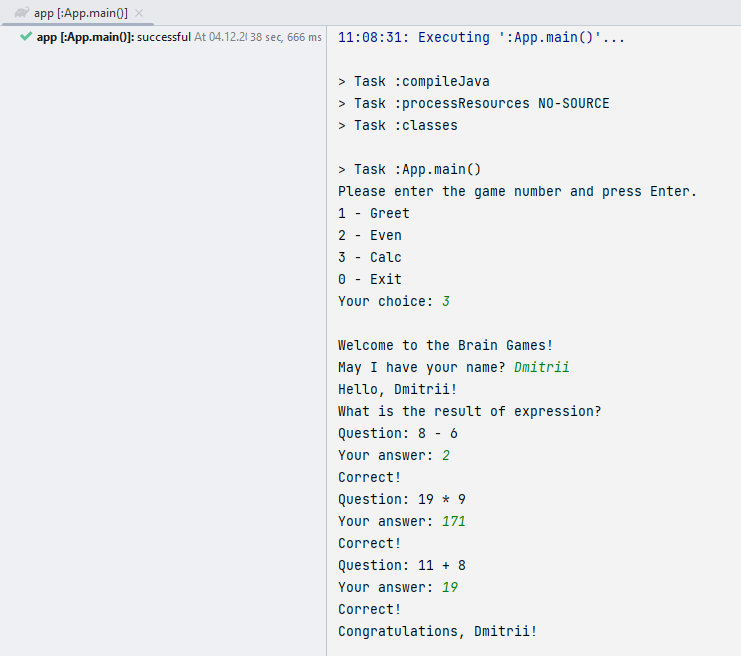 app [:App.main()]
app [:App.main()]: successful At 04.12.2 38 sec, 666 ms
11:08:31: Executing ':App.main()'...
> Task :compileJava
> Task :processResources NO-SOURCE
> Task :classes
> Task :App.main()
Please enter the game number and press Enter.
1 - Greet
2 - Even
3 - Calc
0 - Exit
Your choice: 3
Welcome to the Brain Games!
May I have your name? Dmitrii
Hello, Dmitrii!
What is the result of expression?
Question: 8 - 6
Your answer: 2
Correct!
Question: 19 * 9
Your answer: 171
Correct!
Question: 11 + 8
Your answer: 19
Correct!
Congratulations, Dmitrii!